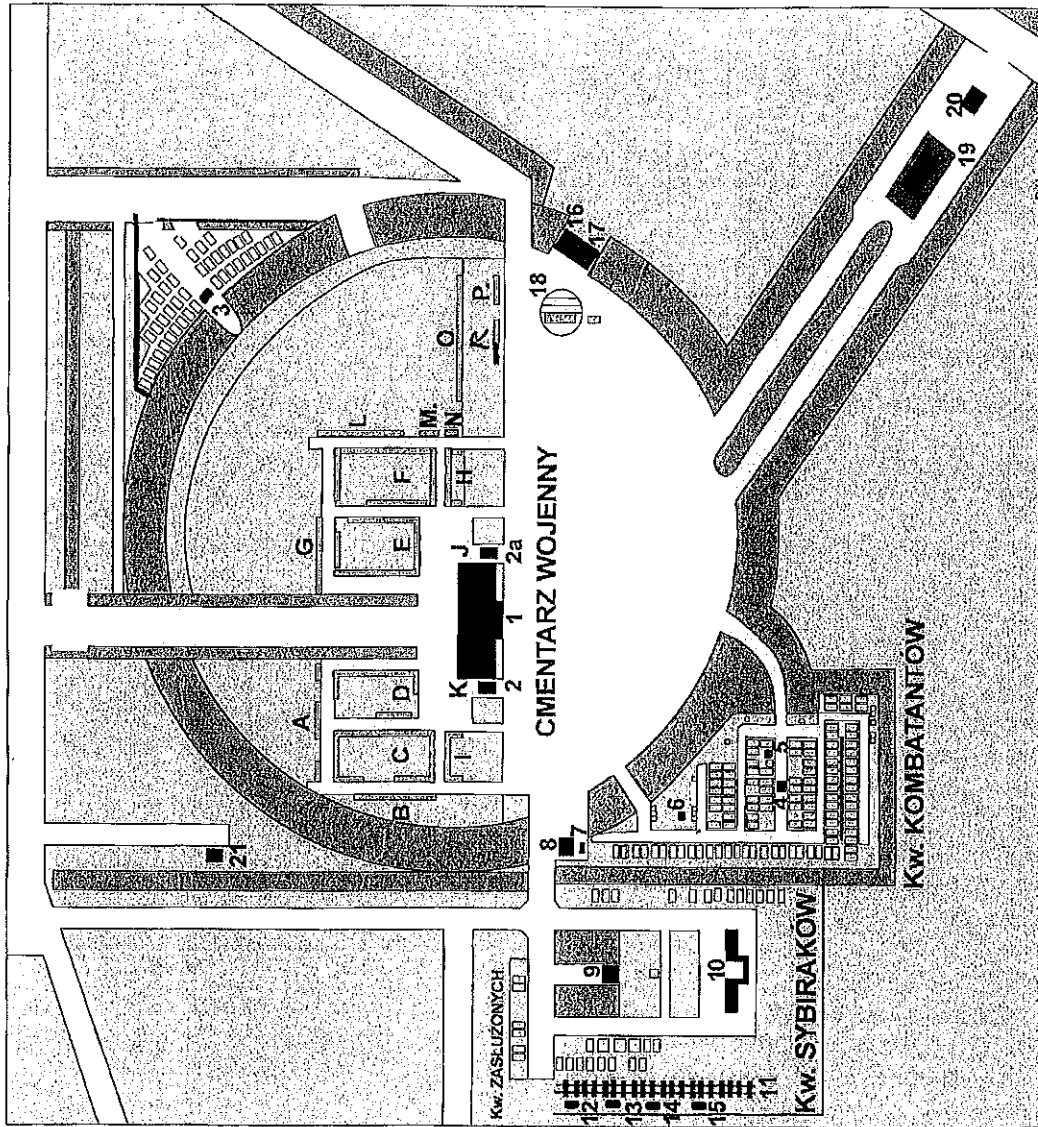 3
21
A
G
L
B
C
D
E
F
M.
O
N
I
K
J
H
R
P.
Kw. ZASŁUŻONYCH
2
1
2a
18
CMIENTARZ WOJENNY
8
16
7
12
9
17
13
14
6
15
10
11
4
5
Kw. SYBIRAKÓW
Kw. KOMBATANTÓW
20
19